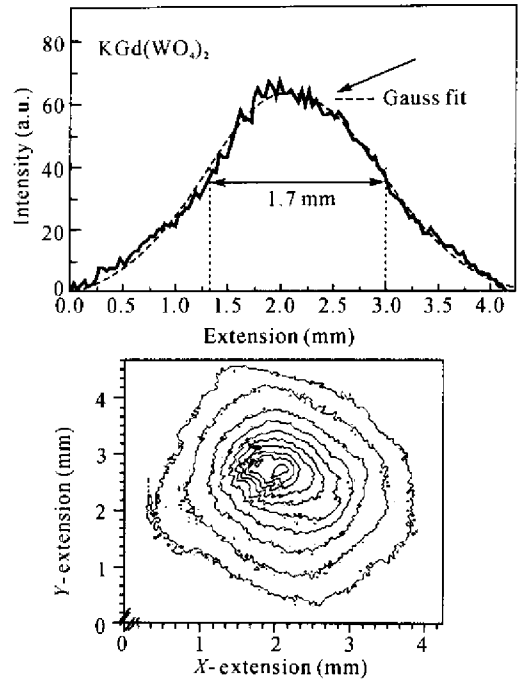 KGd(WO₄)₂
Gauss fit
1.7 mm
Intensity (a.u.)
80
60
40
20
0
0.0 0.5 1.0 1.5 2.0 2.5 3.0 3.5 4.0
Extension (mm)
Y-extension (mm)
4
3
2
1
0
0 1 2 3 4
X-extension (mm)